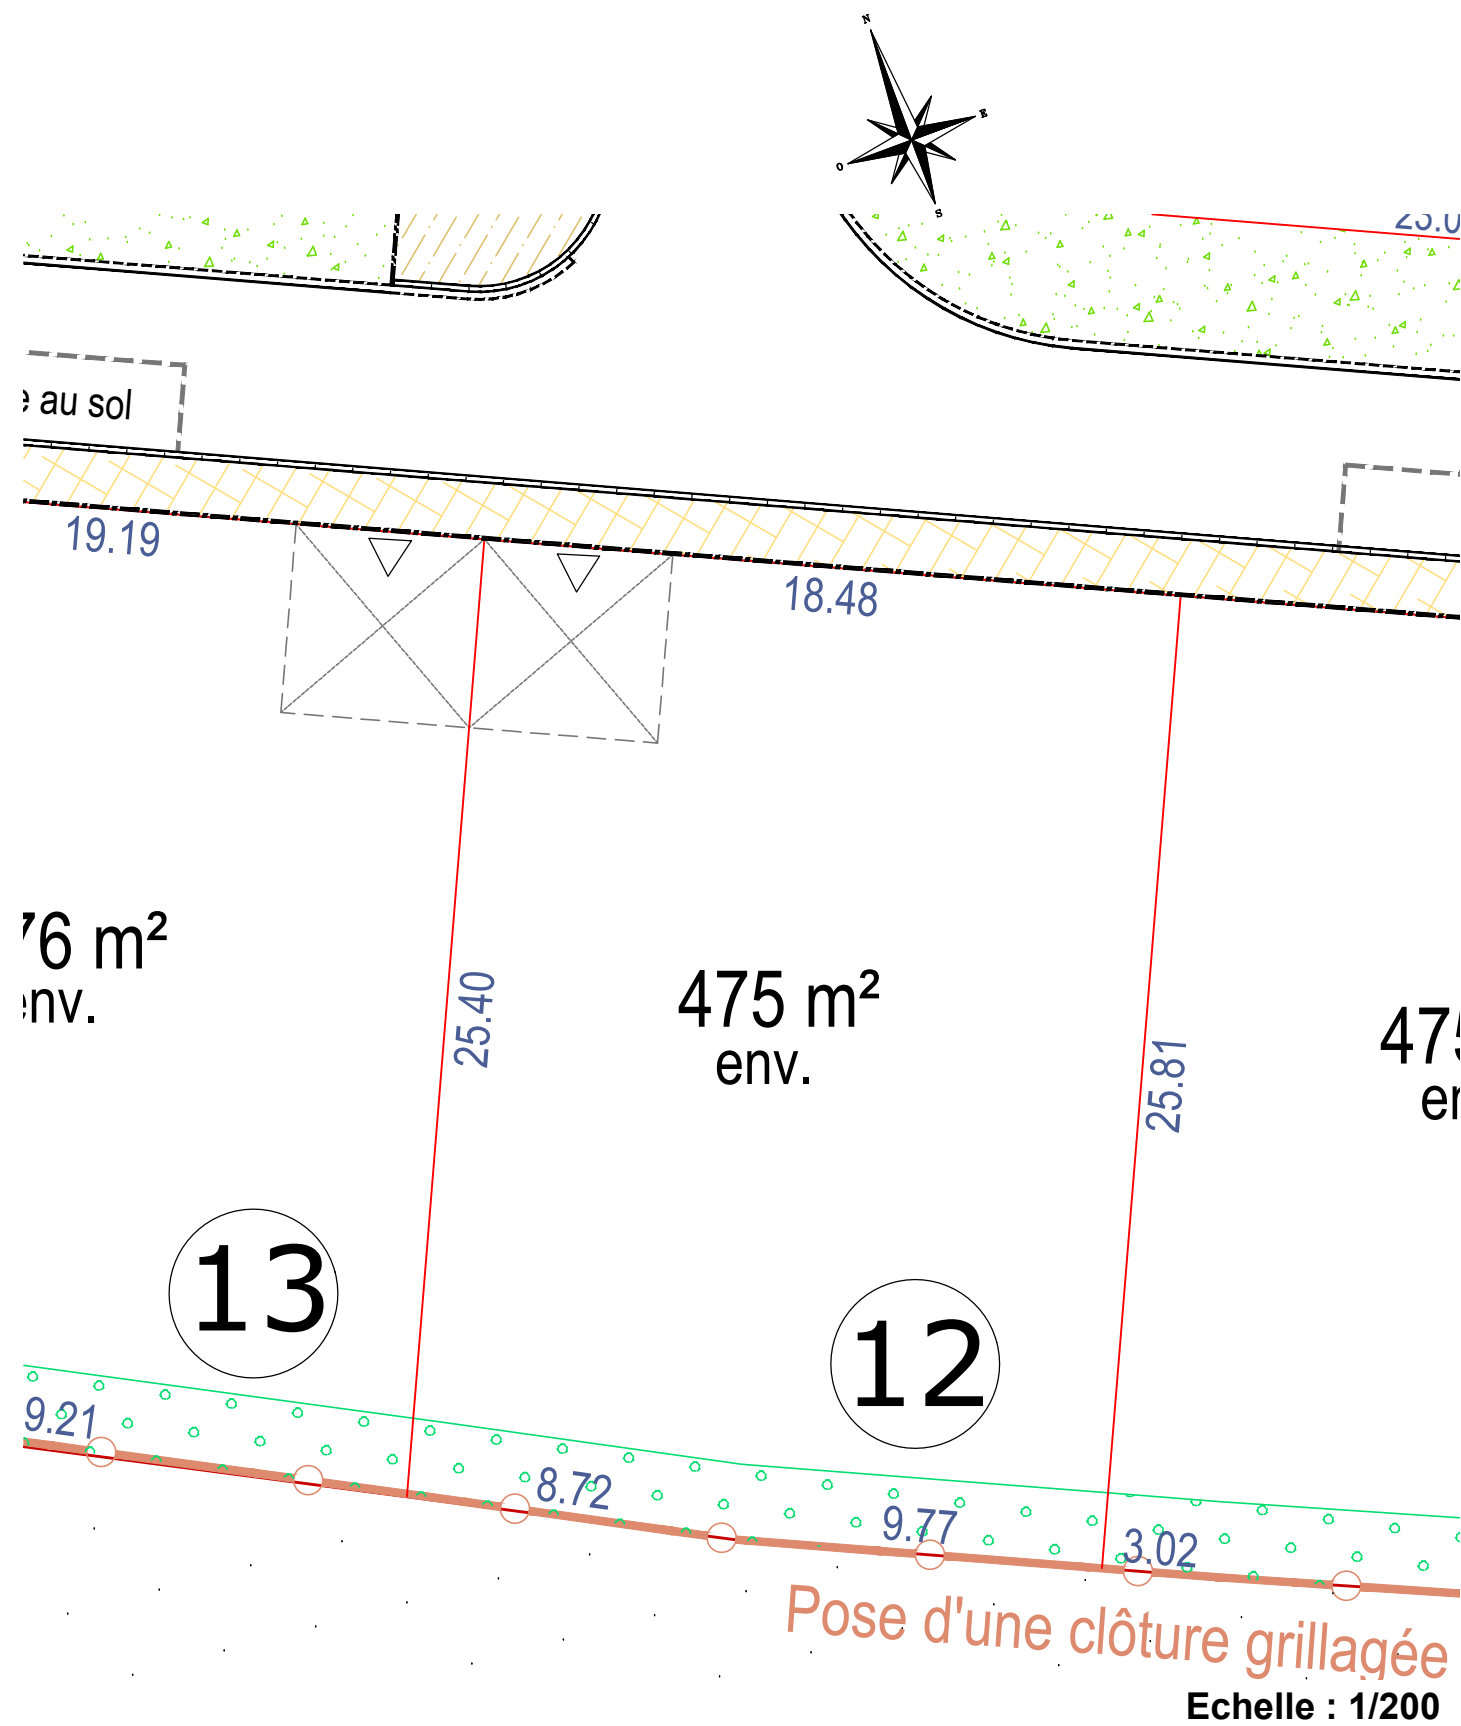 N
E
O
S
au sol
19.19
18.48
76 m²
env.
475 m²
env.
25.40
25.81
13
12
9.21
8.72
9.77
3.02
Pose d'une clôture grillagée
Echelle : 1/200